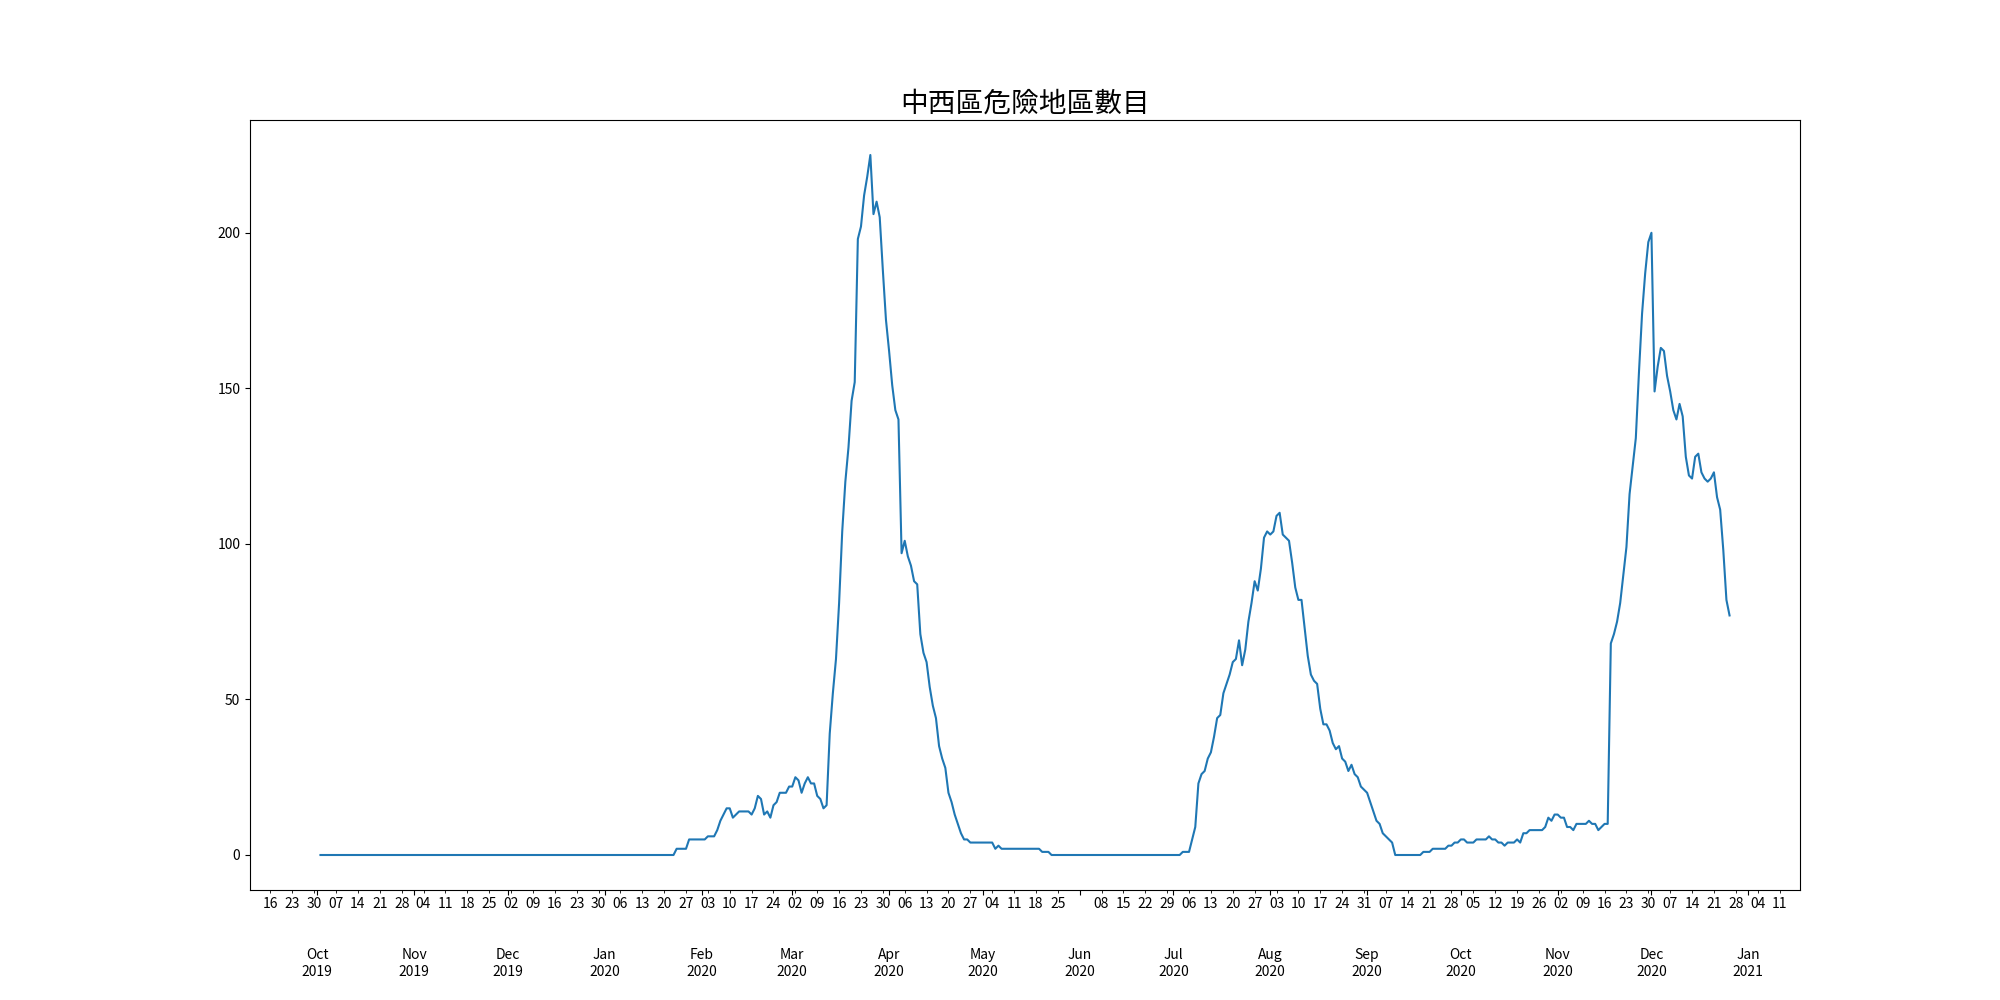 中西區危險地區數目
200
150
100
50
0
16 23 30 07 14 21 28 04 11 18 25 02 09 16 23 30 06 13 20 27 03 10 17 24 02 09 16 23 30 06 13 20 27 04 11 18 25 08 15 22 29 06 13 20 27 03 10 17 24 31 07 14 21 28 05 12 19 26 02 09 16 23 30 07 14 21 28 04 11
Oct Nov Dec Jan Feb Mar Apr May Jun Jul Aug Sep Oct Nov Dec Jan
2019 2019 2019 2020 2020 2020 2020 2020 2020 2020 2020 2020 2020 2020 2020 2021